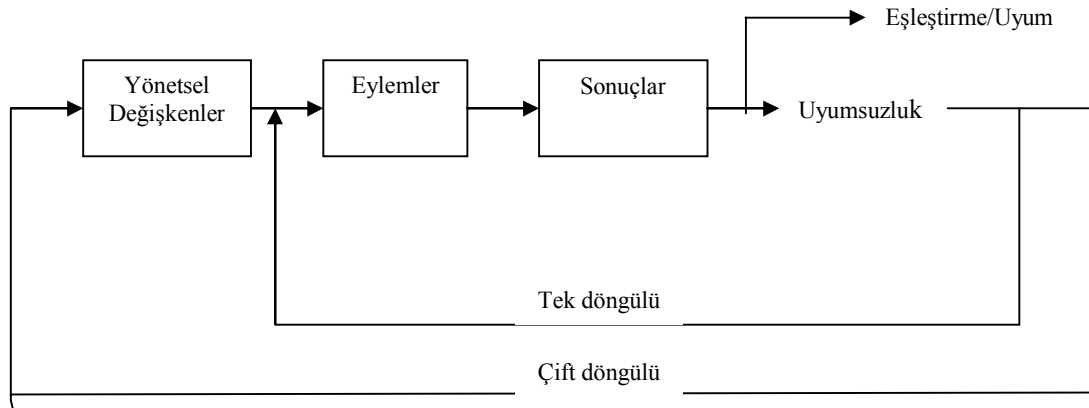 Eşleştirme/Uyum
Yönetsel
Değişkenler
Eylemler
Sonuçlar
Uyumsuzluk
Tek döngülü
Çift döngülü